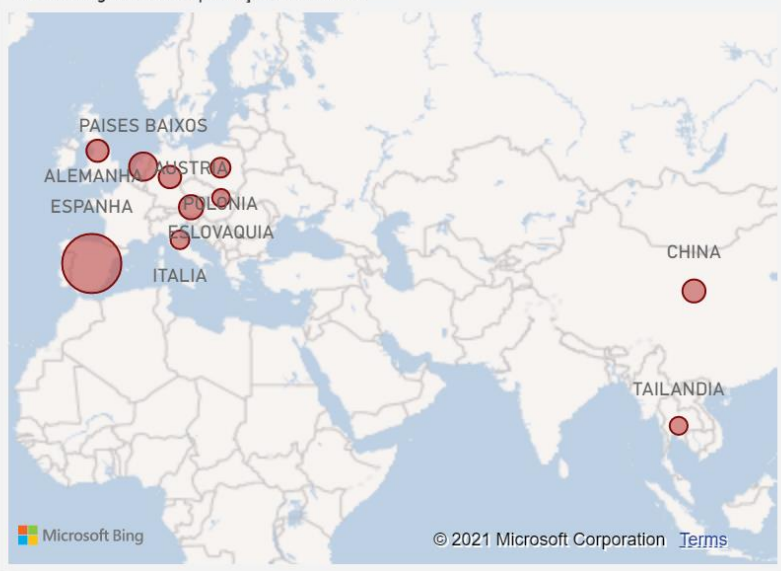 PAISES BAIXOS
ALEMANHA
AUSTRIA
ESPANHA
POLONIA
ESLOVAQUIA
ITALIA
CHINA
TAILANDIA
Microsoft Bing
© 2021 Microsoft Corporation Terms